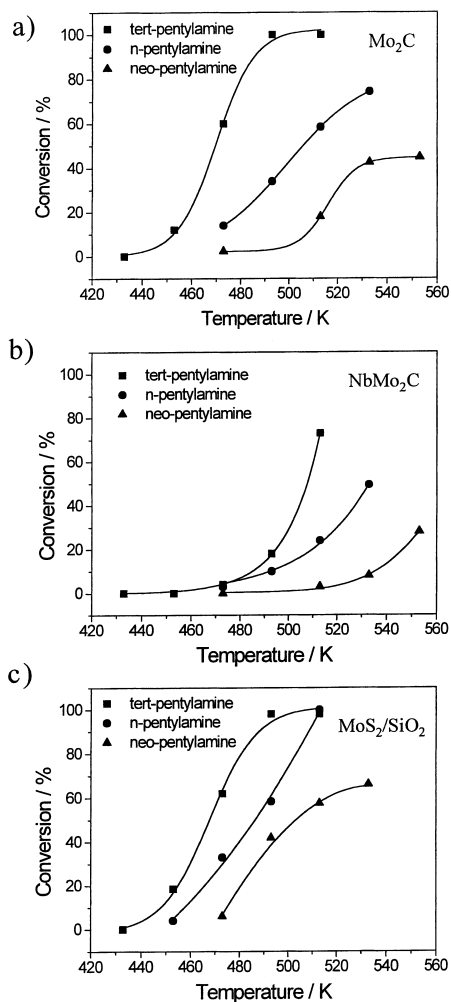 a)
Mo2C
tert-pentylamine
n-pentylamine
neo-pentylamine
100
80
60
40
20
0
Conversion / %
420 440 460 480 500 520 540 560
Temperature / K
b)
NbMo2C
tert-pentylamine
n-pentylamine
neo-pentylamine
100
80
60
40
20
0
Conversion / %
420 440 460 480 500 520 540 560
Temperature / K
c)
MoS2/SiO2
tert-pentylamine
n-pentylamine
neo-pentylamine
100
80
60
40
20
0
Conversion / %
420 440 460 480 500 520 540 560
Temperature / K